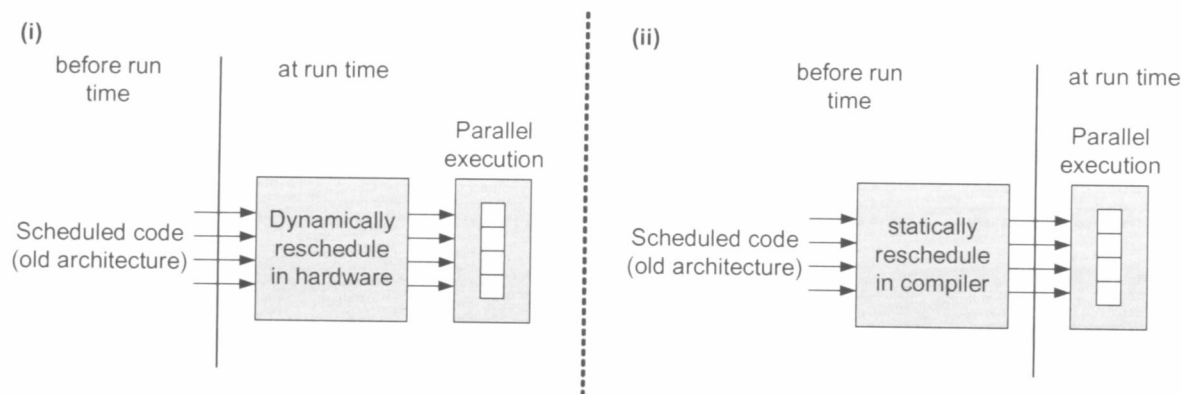 (i)
before run
time
at run time
Parallel
execution
Scheduled code
(old architecture)
Dynamically
reschedule
in hardware
(ii)
before run
time
at run time
Parallel
execution
Scheduled code
(old architecture)
statically
reschedule
in compiler